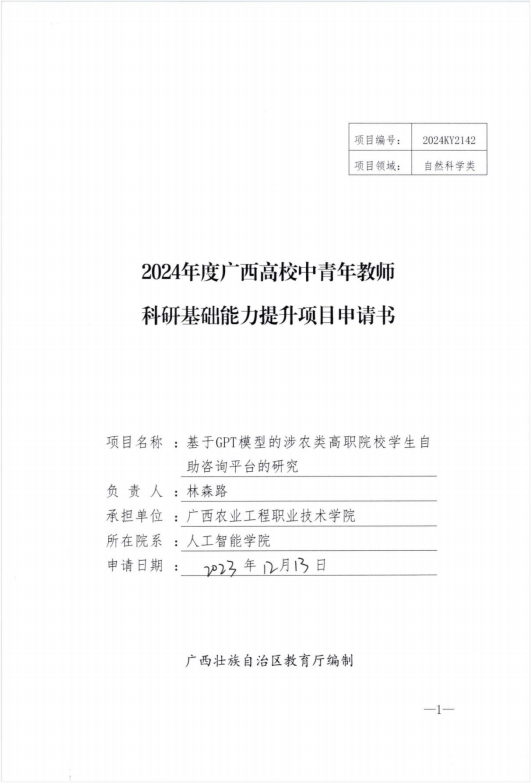 项目编号： 2024KY2142
项目领域： 自然科学类
2024年度广西高校中青年教师
科研基础能力提升项目申请书
项目名称 ：基于GPT模型的涉农类高职院校学生自
助咨询平台的研究
负 责 人 ：林森路
承担单位 ：广西农业工程职业技术学院
所在院系 ：人工智能学院
申请日期 ： 2023 年 12 月 13 日
广西壮族自治区教育厅编制
—1—